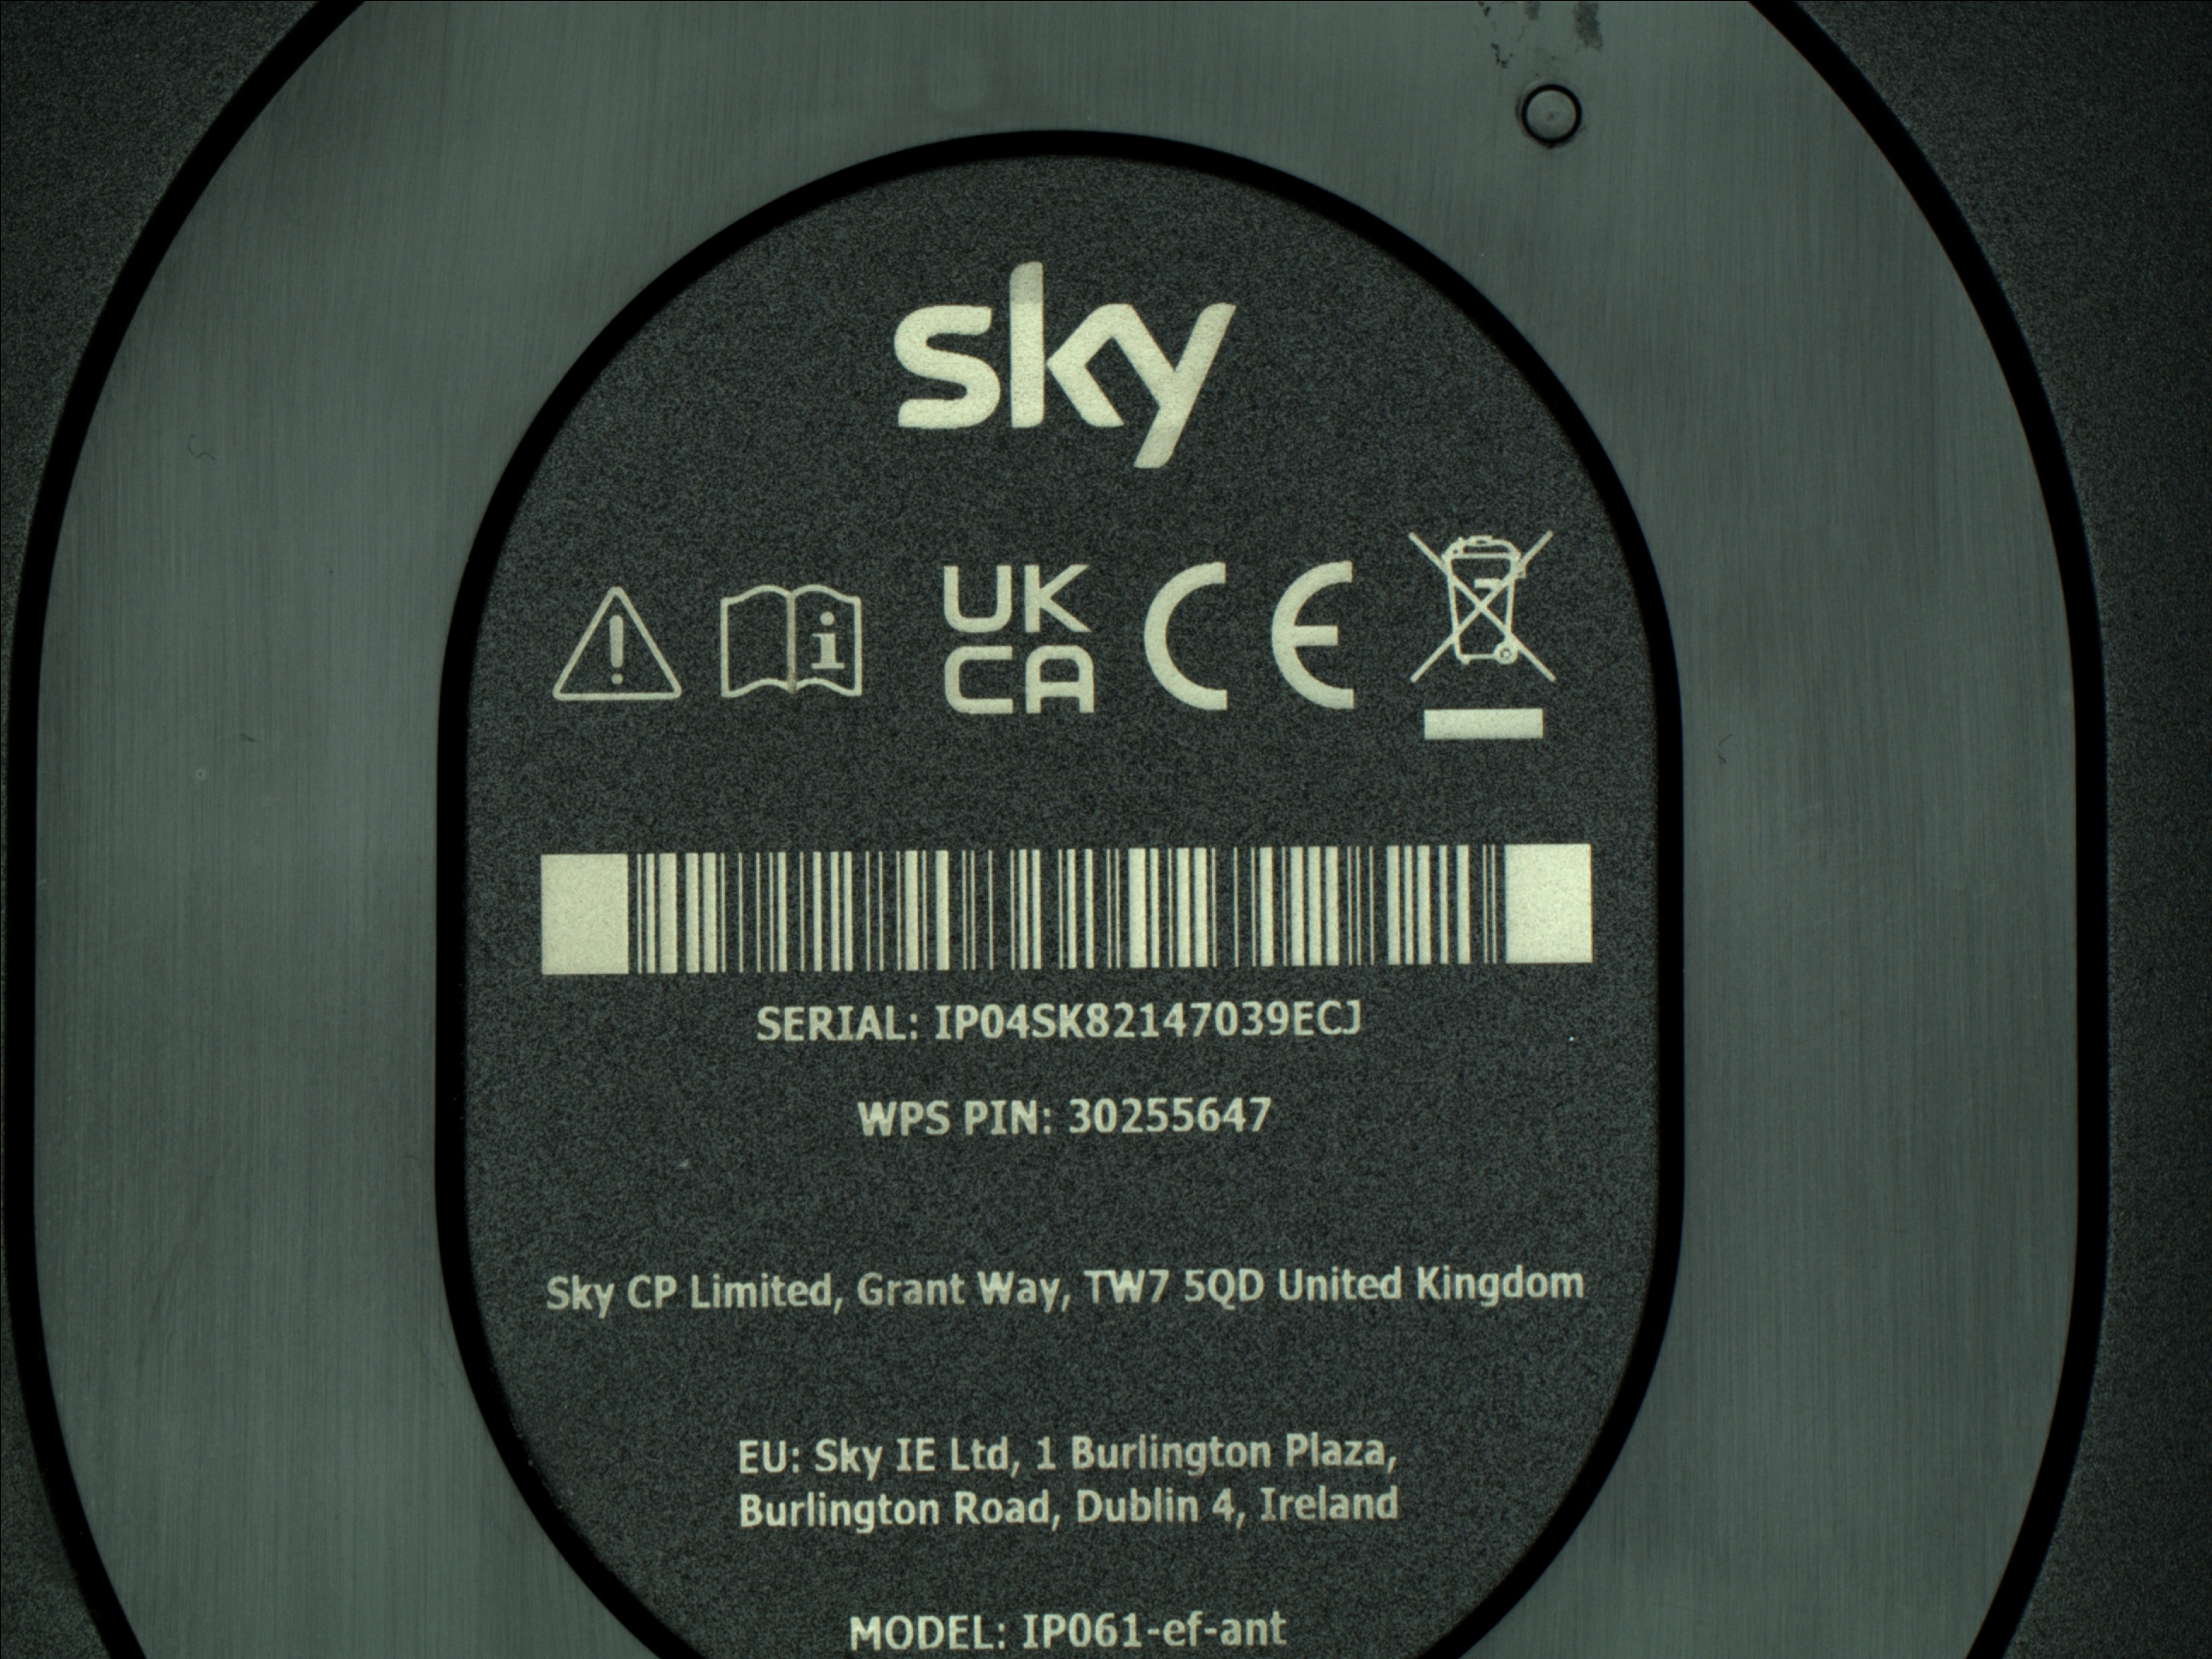 sky
UK
CA
CE
SERIAL: IP04SK82147039ECJ
WPS PIN: 30255647
Sky CP Limited, Grant Way, TW7 5QD United Kingdom
EU: Sky IE Ltd, 1 Burlington Plaza,
Burlington Road, Dublin 4, Ireland
MODEL: IP061-ef-ant